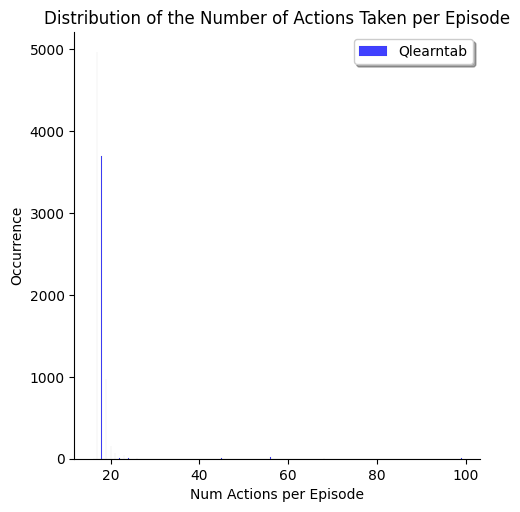 Distribution of the Number of Actions Taken per Episode
Qlearntab
5000
4000
3000
2000
1000
0
Occurrence
20 40 60 80 100
Num Actions per Episode